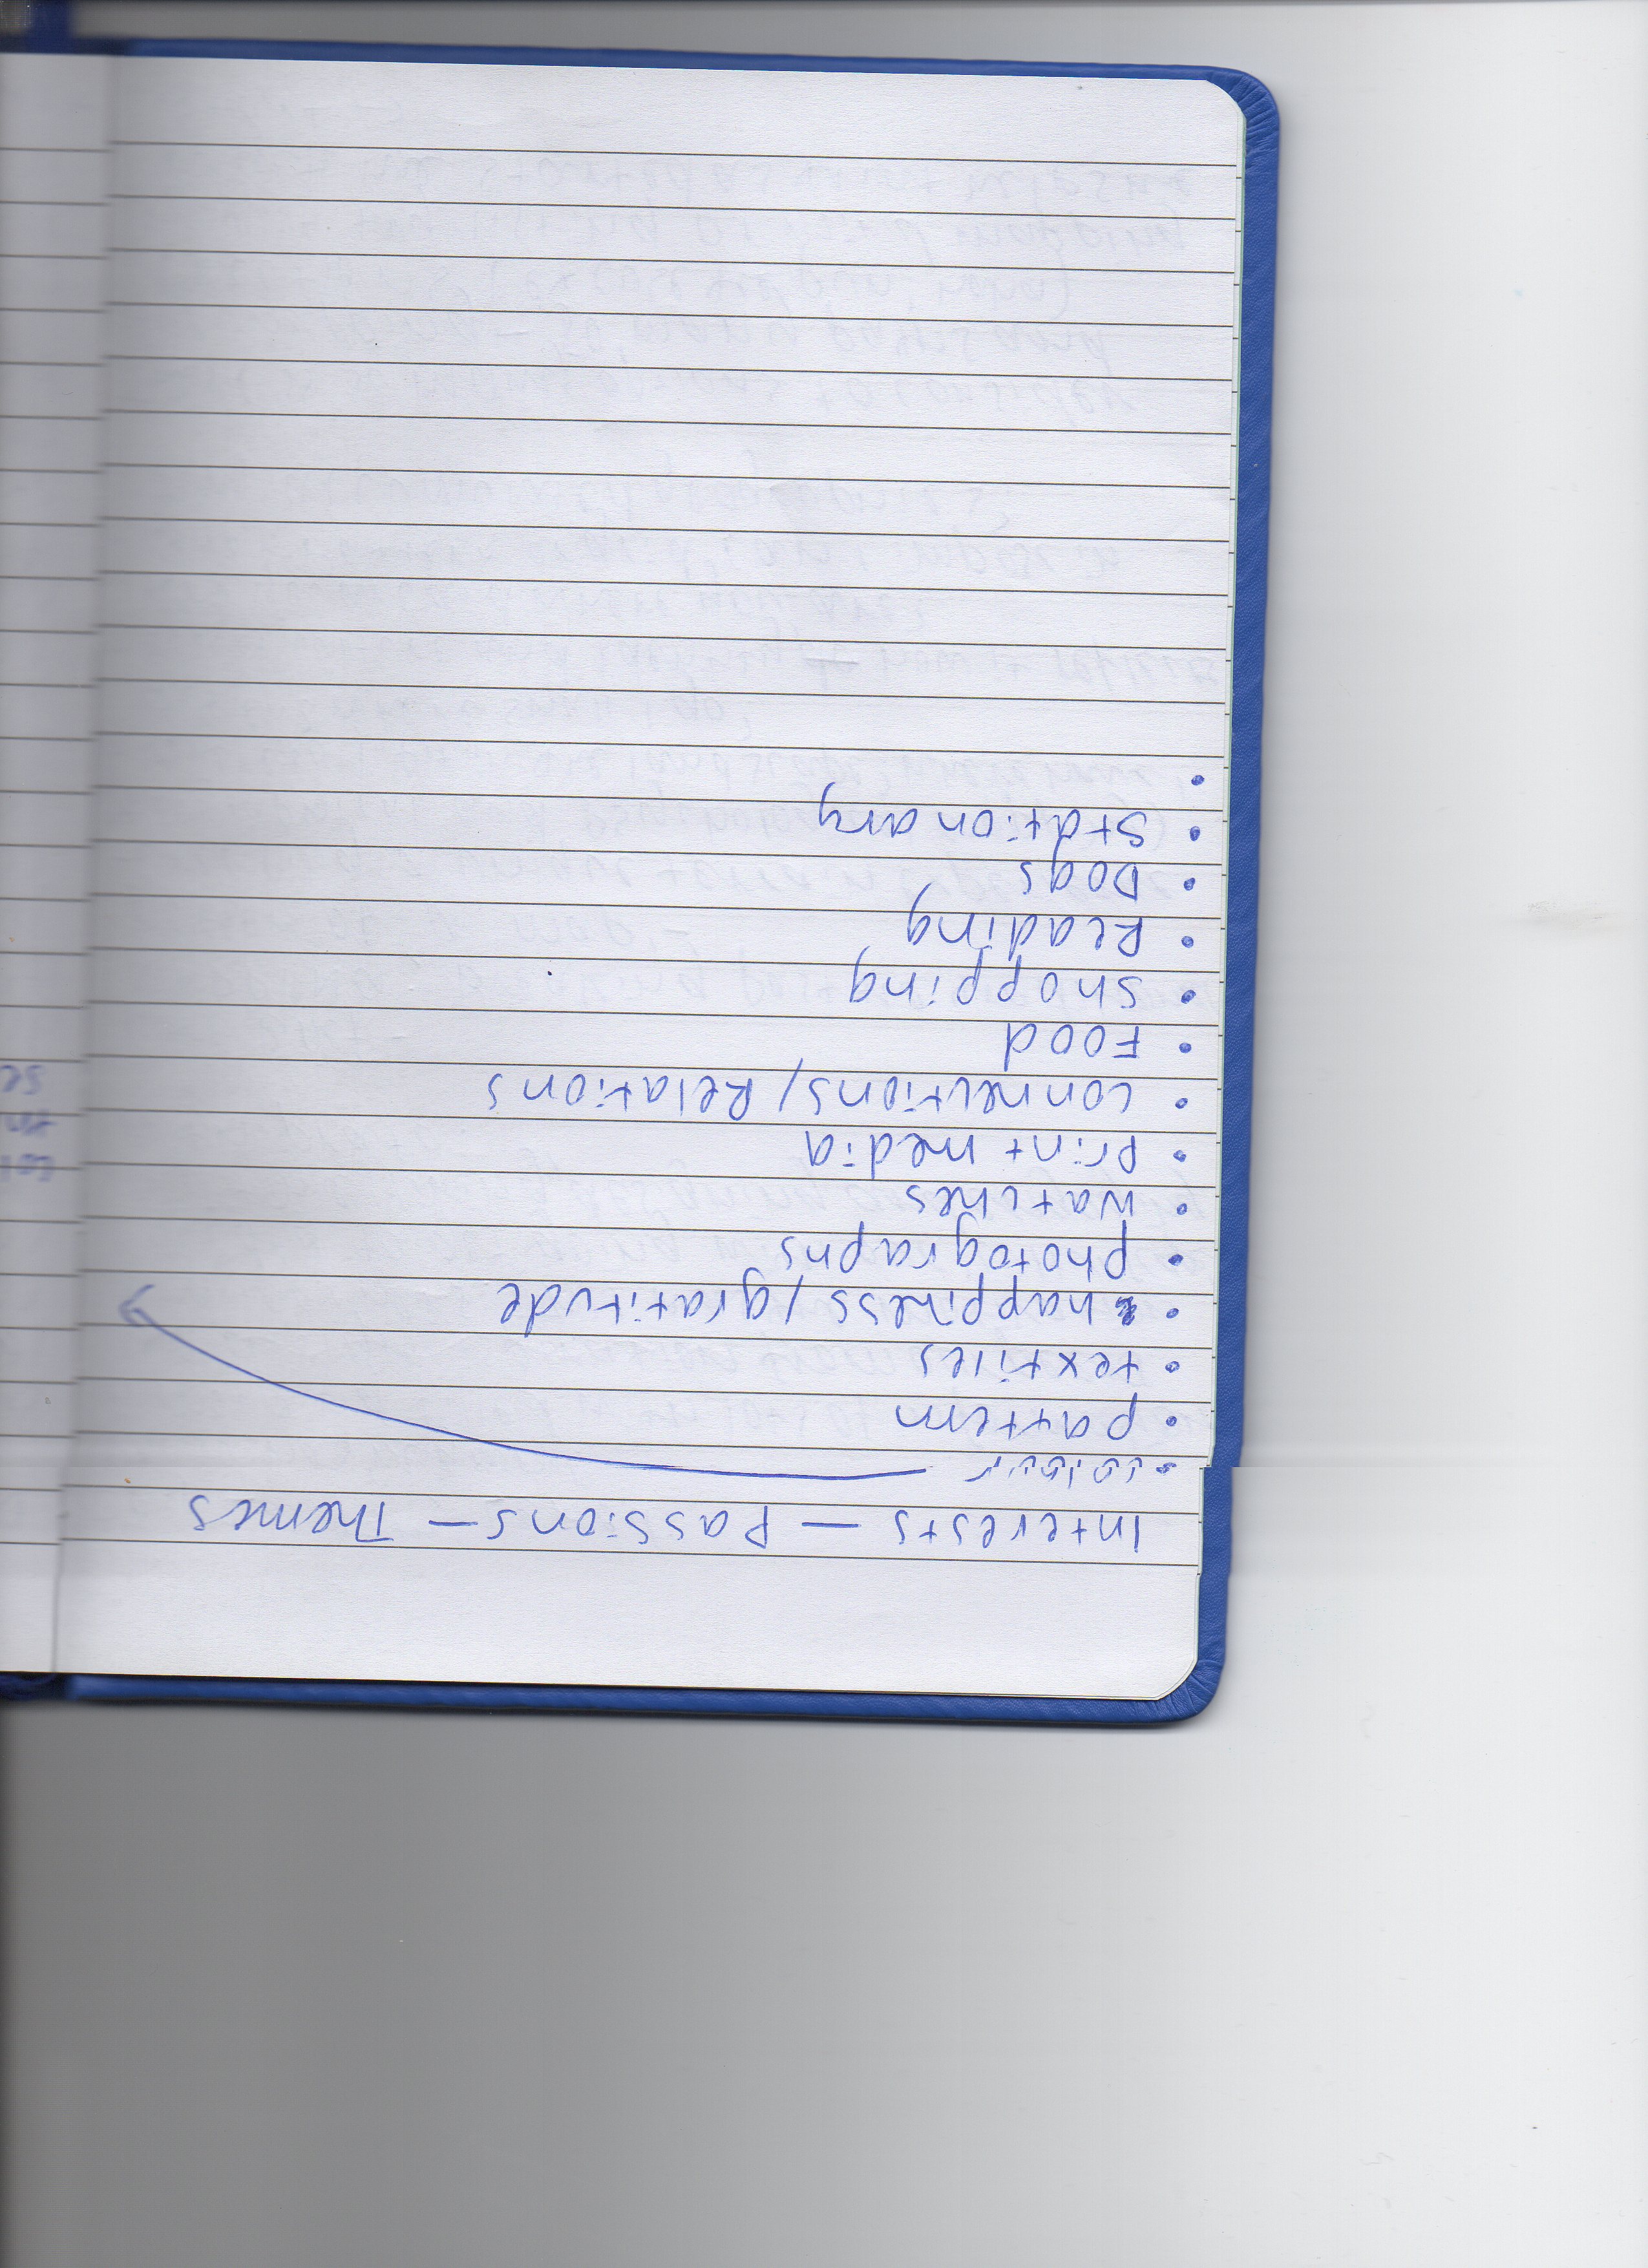 Interests — Passions — Themes
• colour
• pattern
• textiles
• happiness/gratitude
• photographs
• watches
• print media
• connections/Relations
• Food
• shopping
• Reading
• Dogs
• Stationary
•